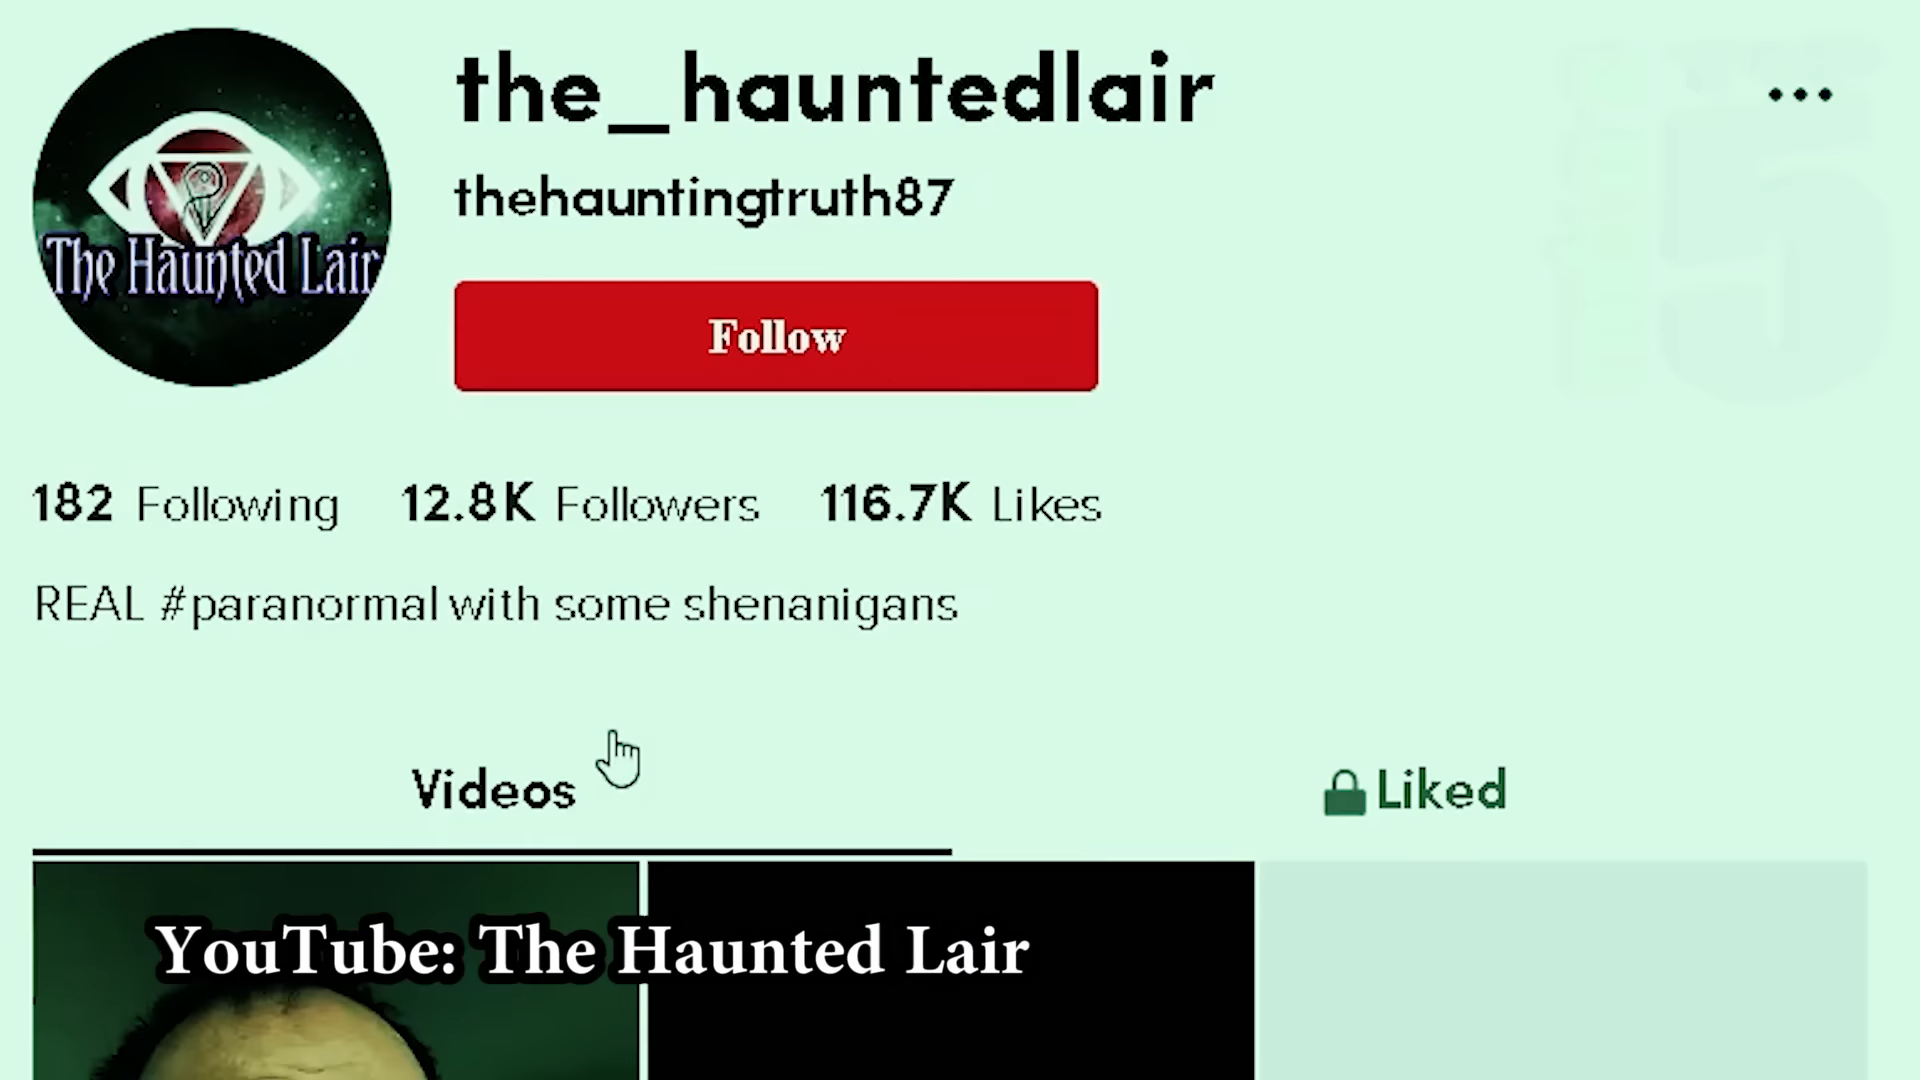 the_hauntedlair
thehauntingtruth87
The Haunted Lair
Follow
182 Following 12.8K Followers 116.7K Likes
REAL #paranormal with some shenanigans
Videos
Liked
YouTube: The Haunted Lair